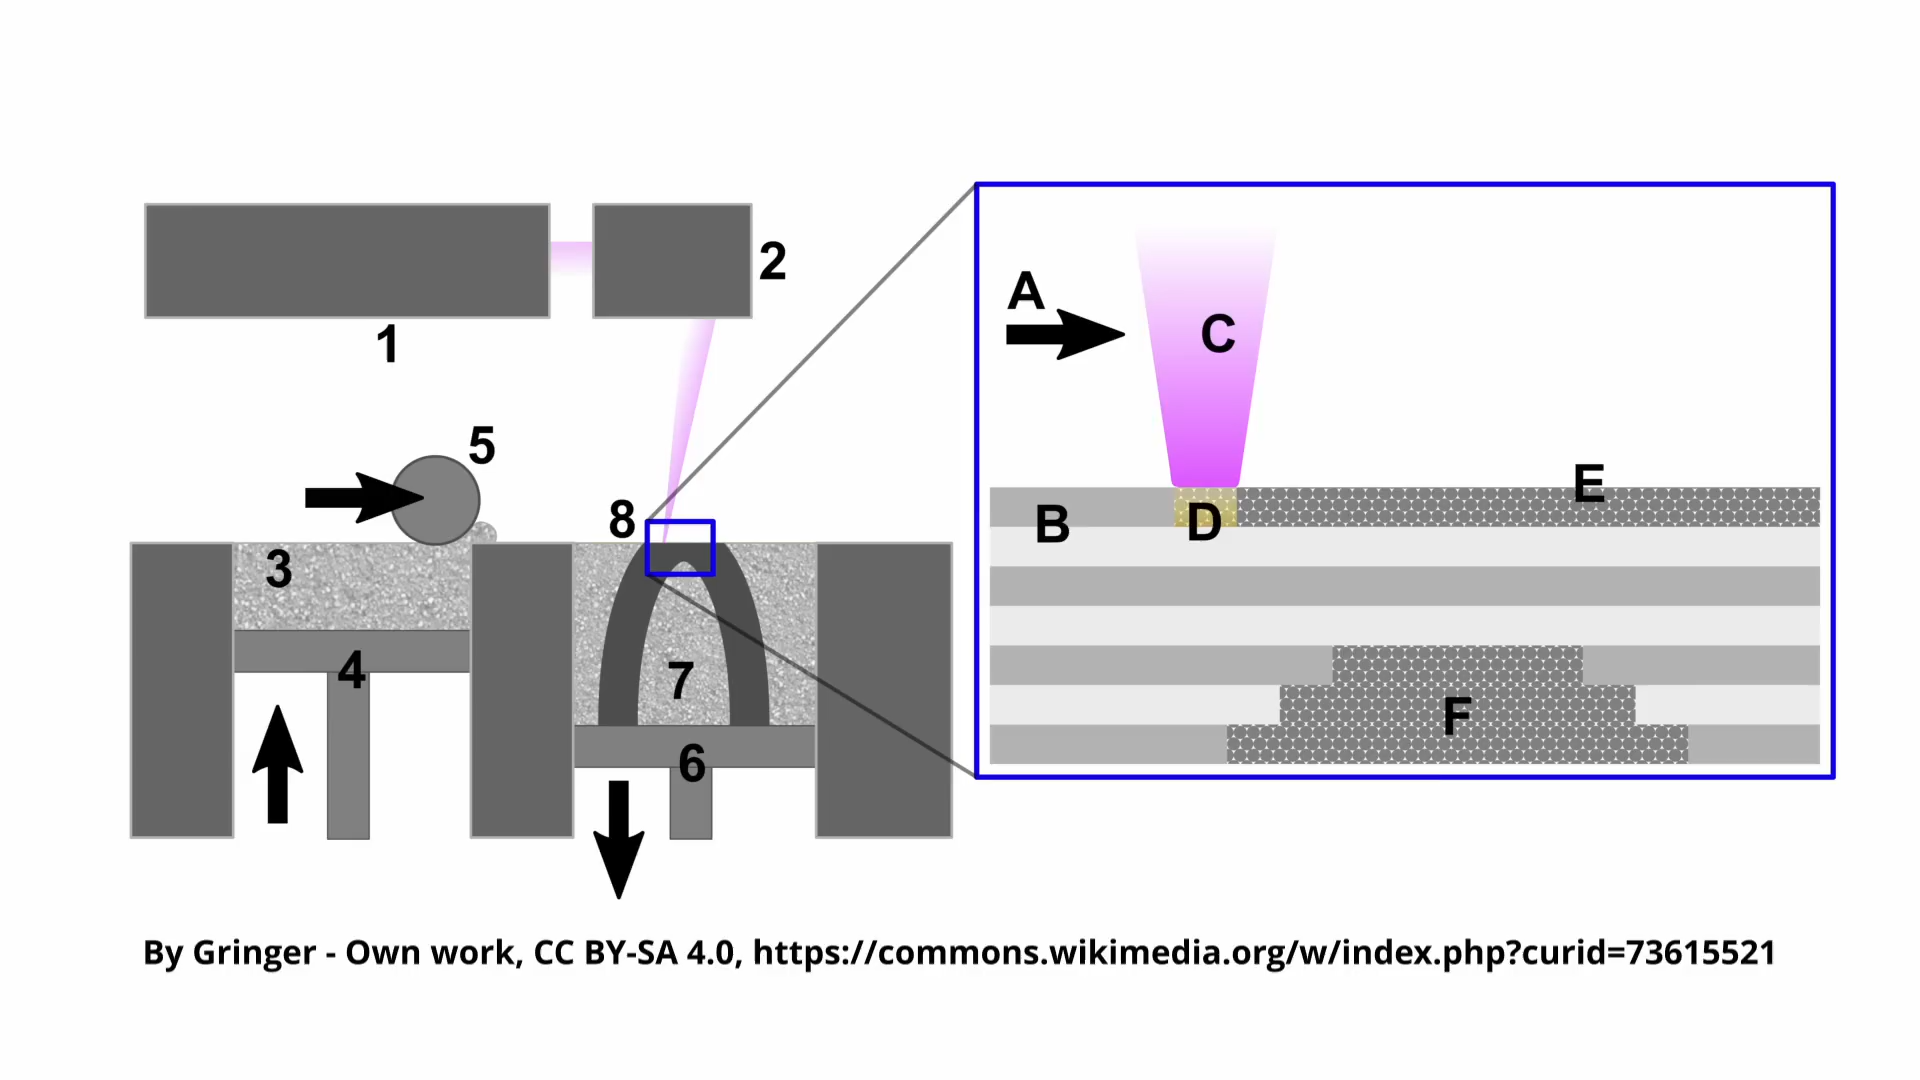 1
2
3
4
5
6
7
8
A
B
C
D
E
F
By Gringer - Own work, CC BY-SA 4.0, https://commons.wikimedia.org/w/index.php?curid=73615521